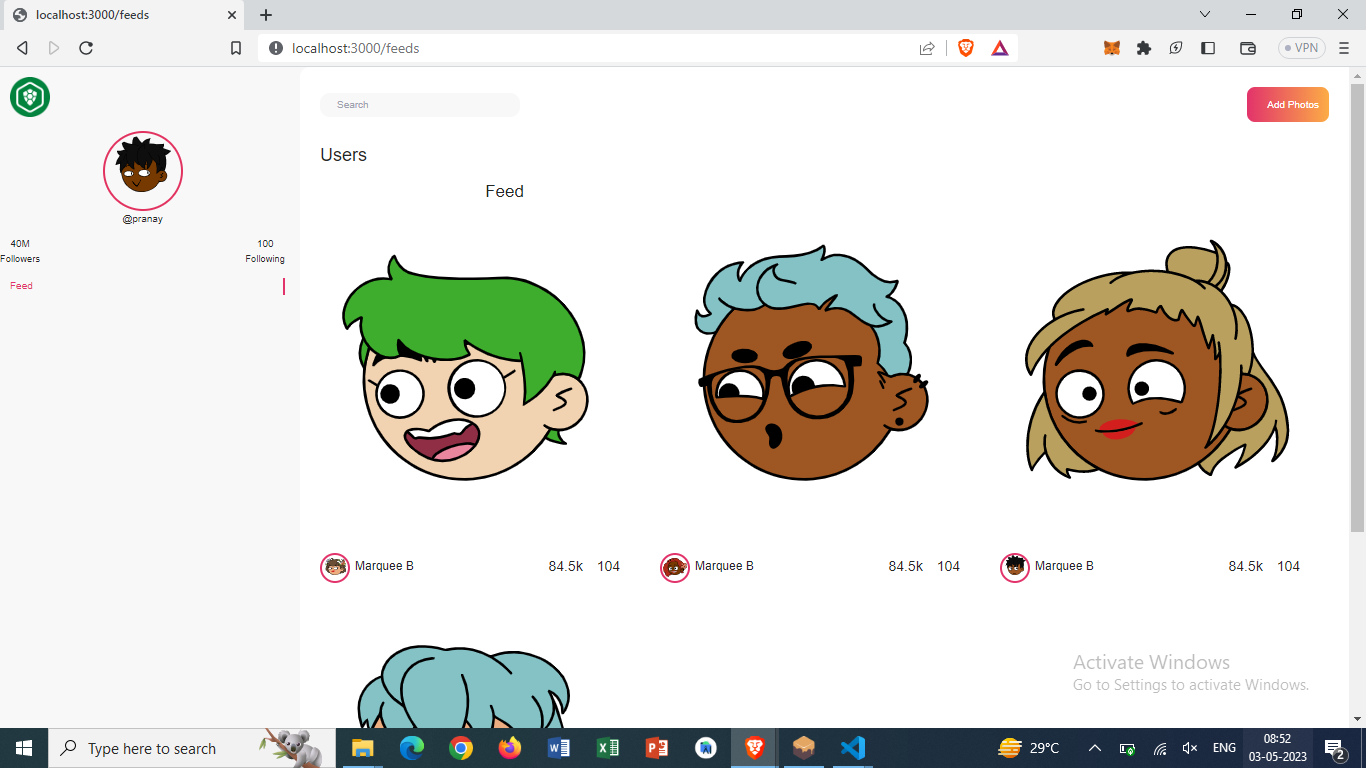 localhost:3000/feeds
localhost:3000/feeds
VPN
Search
Add Photos
@pranay
40M
Followers
100
Following
Feed
Users
Feed
Marquee B 84.5k 104
Marquee B 84.5k 104
Marquee B 84.5k 104
Activate Windows
Go to Settings to activate Windows.
Type here to search
29°C
ENG
08:52
03-05-2023
2